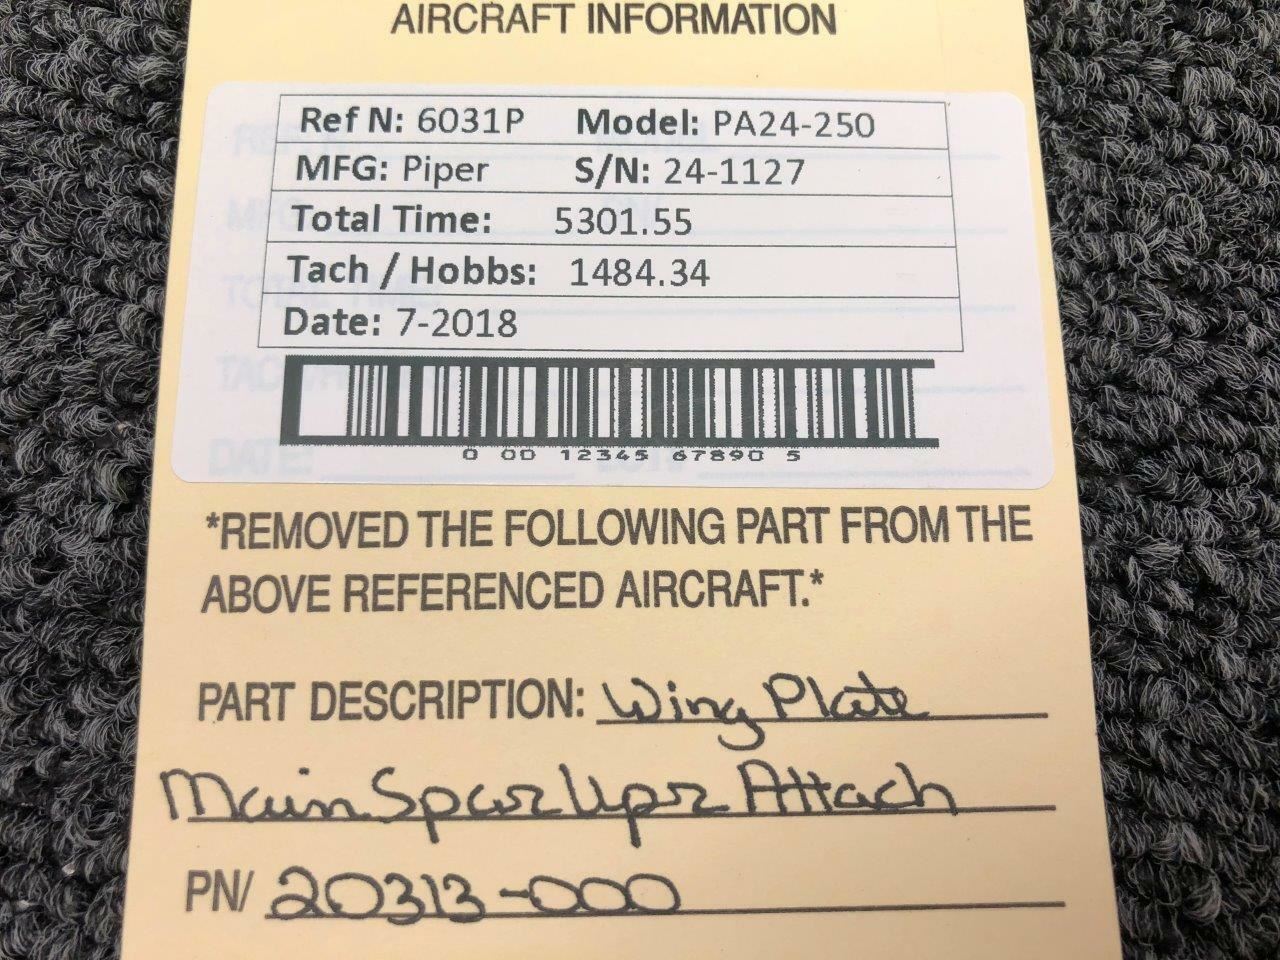 AIRCRAFT INFORMATION
Ref N: 6031P Model: PA24-250
MFG: Piper S/N: 24-1127
Total Time: 5301.55
Tach / Hobbs: 1484.34
Date: 7-2018
0 00 12345 67890 5
*REMOVED THE FOLLOWING PART FROM THE
ABOVE REFERENCED AIRCRAFT.*
PART DESCRIPTION: Wing Plate
Main Spar Upr Attach
PN/ 20313-000